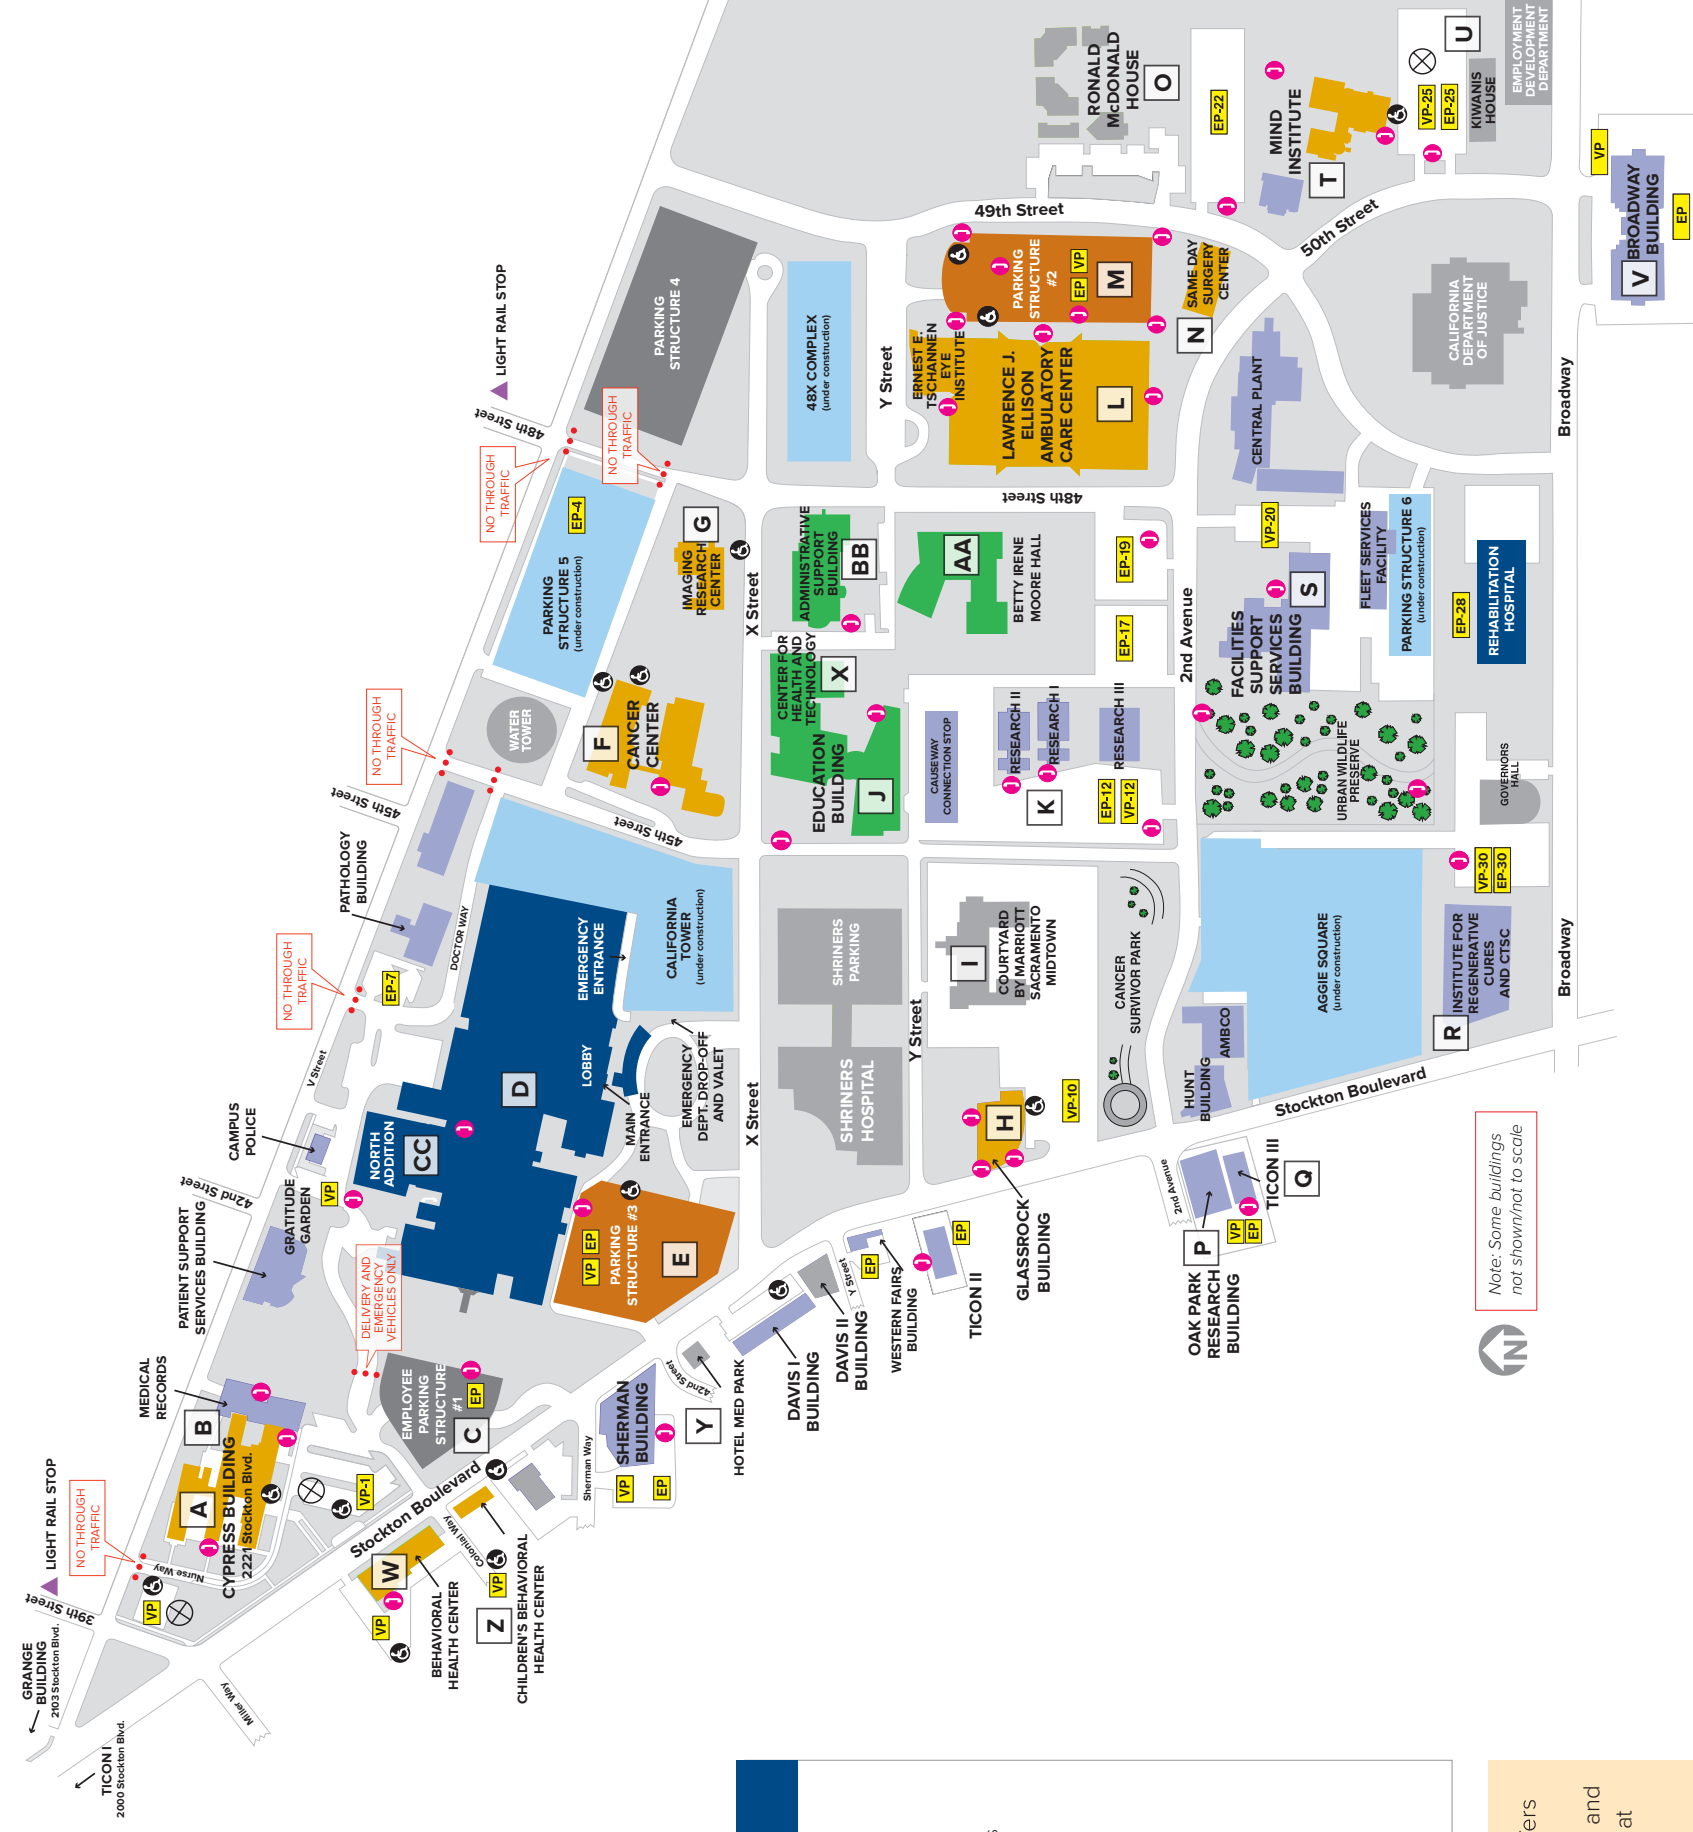 GRANGE
BUILDING
2103 Stockton Blvd.
TICON I
2000 Stockton Blvd.
39th Street
LIGHT RAIL STOP
NO THROUGH
TRAFFIC
Nurse Way
VP
Miller Way
A
CYPRESS BUILDING
2221 Stockton Blvd.
B
MEDICAL
RECORDS
VP-1
Stockton Boulevard
W
VP
BEHAVIORAL
HEALTH CENTER
Colonial Way
VP
Z
CHILDREN'S BEHAVIORAL
HEALTH CENTER
PATIENT SUPPORT
SERVICES BUILDING
42nd Street
GRATITUDE
GARDEN
CAMPUS
POLICE
VP
DELIVERY AND
EMERGENCY
VEHICLES ONLY
EMPLOYEE
PARKING
STRUCTURE
#1
EP
C
Sherman Way
SHERMAN
BUILDING
VP
EP
42nd Street
Y
HOTEL MED PARK
DAVIS I
BUILDING
DAVIS II
BUILDING
Y Street
EP
WESTERN FAIRS
BUILDING
EP
TICON II
V Street
NO THROUGH
TRAFFIC
EP-7
PATHOLOGY
BUILDING
DOCTOR WAY
45th Street
NO THROUGH
TRAFFIC
NORTH
ADDITION
CC
D
LOBBY
EMERGENCY
ENTRANCE
MAIN
ENTRANCE
EMERGENCY
DEPT. DROP-OFF
AND VALET
CALIFORNIA
TOWER
(under construction)
VP
EP
PARKING
STRUCTURE #3
E
X Street
45th Street
WATER
TOWER
F
CANCER
CENTER
PARKING
STRUCTURE 5
(under construction)
EP-4
NO THROUGH
TRAFFIC
NO THROUGH
TRAFFIC
48th Street
LIGHT RAIL STOP
PARKING
STRUCTURE 4
IMAGING
RESEARCH
CENTER
G
X Street
48X COMPLEX
(under construction)
Y Street
ADMINISTRATIVE
SUPPORT
BUILDING
BB
CENTER FOR
HEALTH AND
TECHNOLOGY
X
EDUCATION
BUILDING
J
SHRINERS
PARKING
SHRINERS
HOSPITAL
Y Street
AA
BETTY IRENE
MOORE HALL
48th Street
EP-19
EP-17
CAUSEWAY
CONNECTION STOP
RESEARCH II
RESEARCH I
RESEARCH III
K
EP-12
VP-12
I
COURTYARD
BY MARRIOTT
SACRAMENTO
MIDTOWN
H
VP-10
GLASSROCK
BUILDING
CANCER
SURVIVOR PARK
ERNEST E.
TSCHANNEN
EYE
INSTITUTE
LAWRENCE J.
ELLISON
AMBULATORY
CARE CENTER
L
PARKING
STRUCTURE
#2
EP
VP
M
49th Street
SAME DAY
SURGERY
CENTER
N
RONALD
McDONALD
HOUSE
O
EP-22
MIND
INSTITUTE
T
VP-25
EP-25
U
KIWANIS
HOUSE
EMPLOYMENT
DEVELOPMENT
DEPARTMENT
50th Street
VP
V
BROADWAY
BUILDING
EP
CALIFORNIA
DEPARTMENT
OF JUSTICE
Broadway
2nd Avenue
CENTRAL PLANT
VP-20
FACILITIES
SUPPORT
SERVICES
BUILDING
S
FLEET SERVICES
FACILITY
PARKING STRUCTURE 6
(under construction)
EP-28
REHABILITATION
HOSPITAL
URBAN WILDLIFE
PRESERVE
GOVERNORS
HALL
AGGIE SQUARE
(under construction)
VP-30
EP-30
INSTITUTE FOR
REGENERATIVE
CURES
AND CTSC
R
Broadway
HUNT
BUILDING
AMBCO
Stockton Boulevard
2nd Avenue
P
OAK PARK
RESEARCH
BUILDING
VP
EP
TICON III
Q
Note: Some buildings
not shown/not to scale
N
ers
and
at